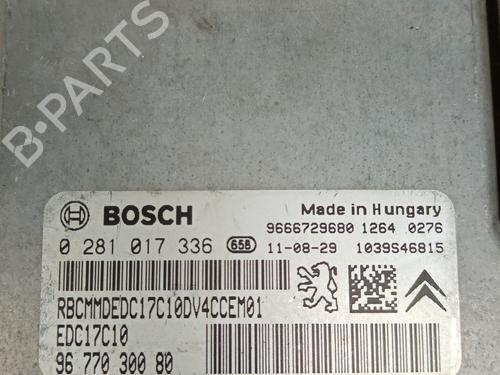 B-PARTS
BOSCH
Made in Hungary
9666729680 1264 0276
0 281 017 336 658 11-08-29 1039S46815
RBCMMDEDC17C10DV4CCEM01
EDC17C10
96 770 300 80